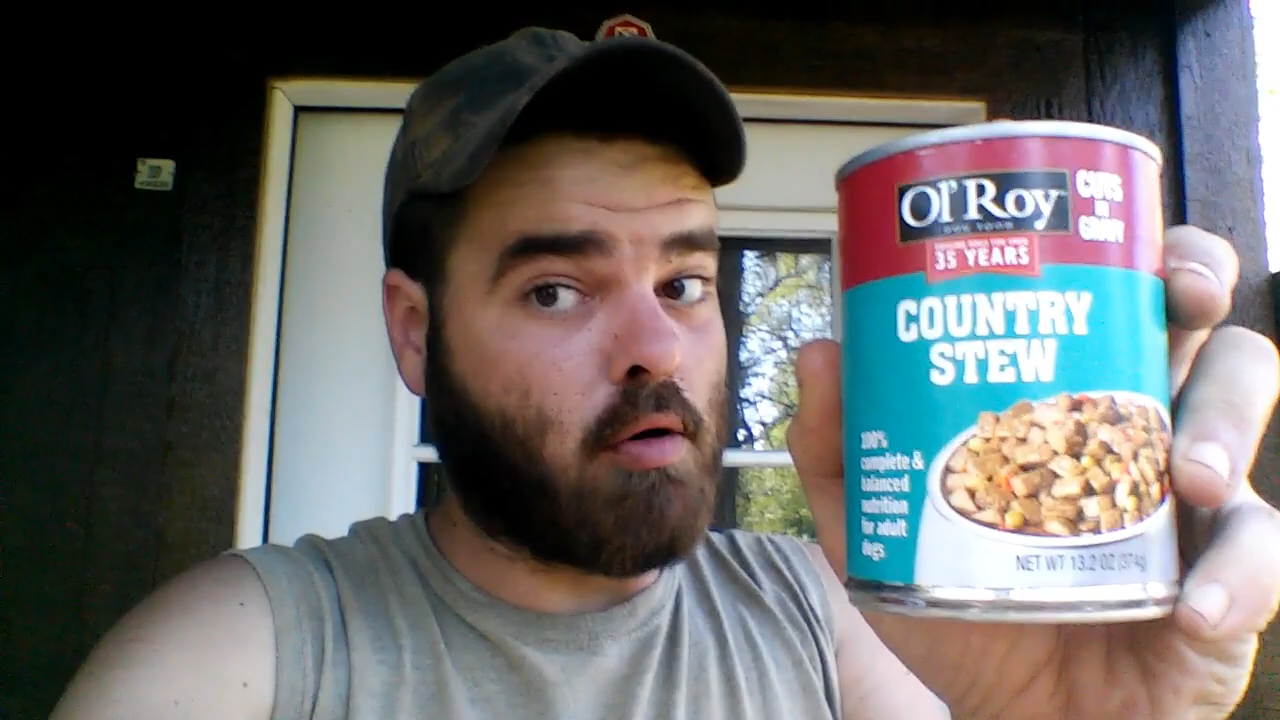 Ol' Roy
CUTS
IN
GRAVY
35 YEARS
COUNTRY
STEW
100%
complete &
balanced
nutrition
for adult
dogs
NET WT 13.2 OZ (374g)